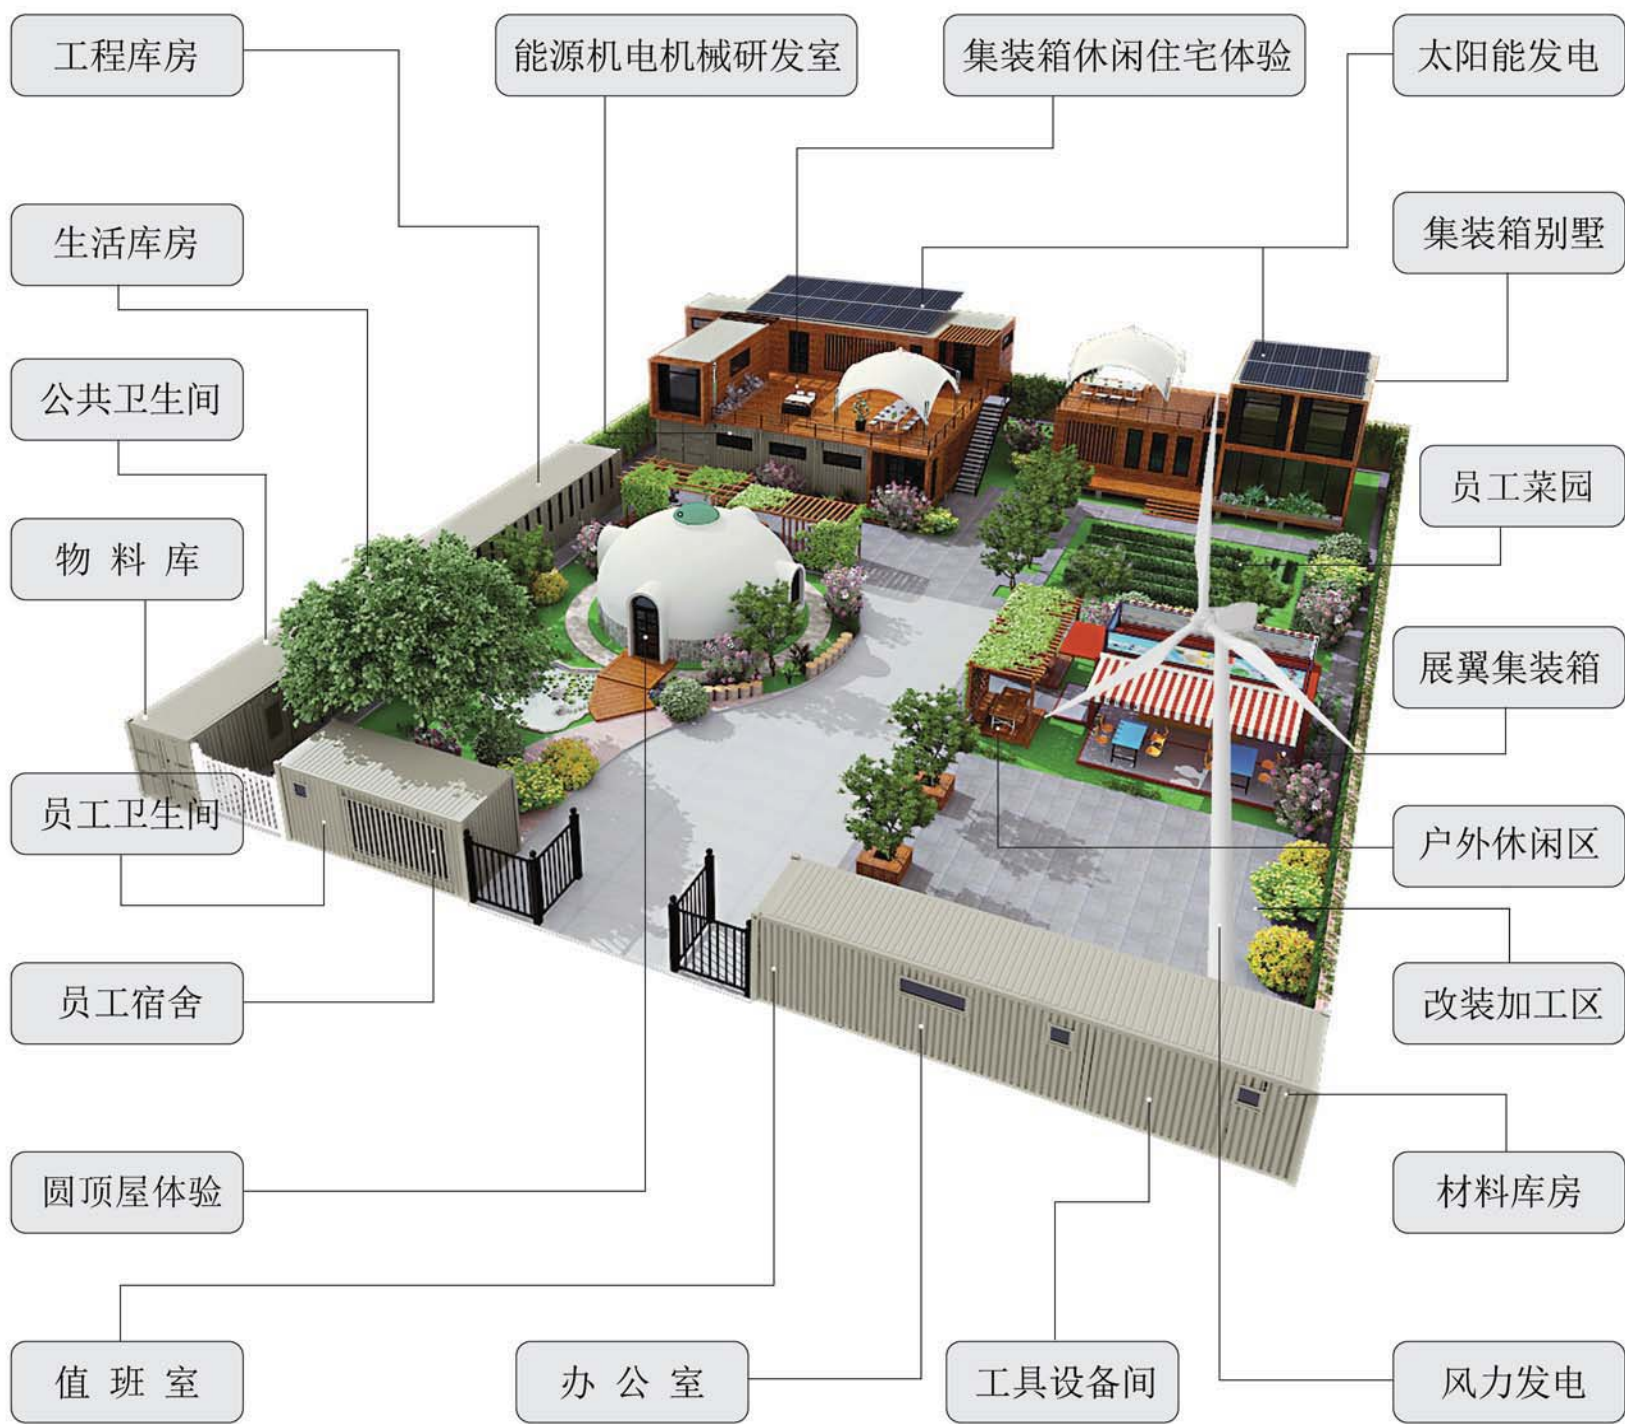 工程库房
能源机电机械研发室
集装箱休闲住宅体验
太阳能发电
生活库房
集装箱别墅
公共卫生间
员工菜园
物 料 库
展翼集装箱
员工卫生间
户外休闲区
员工宿舍
改装加工区
圆顶屋体验
材料库房
值 班 室
办 公 室
工具设备间
风力发电